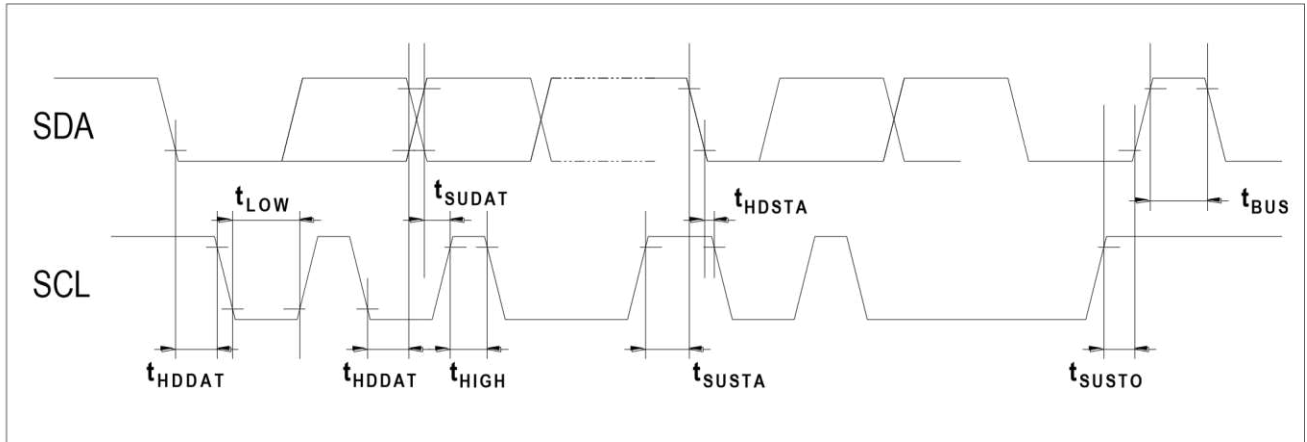 SDA
tSUDAT
tLOW
tHDSTA
tBUS
SCL
tHDDAT
tHDDAT
tHIGH
tSUSTA
tSUSTO